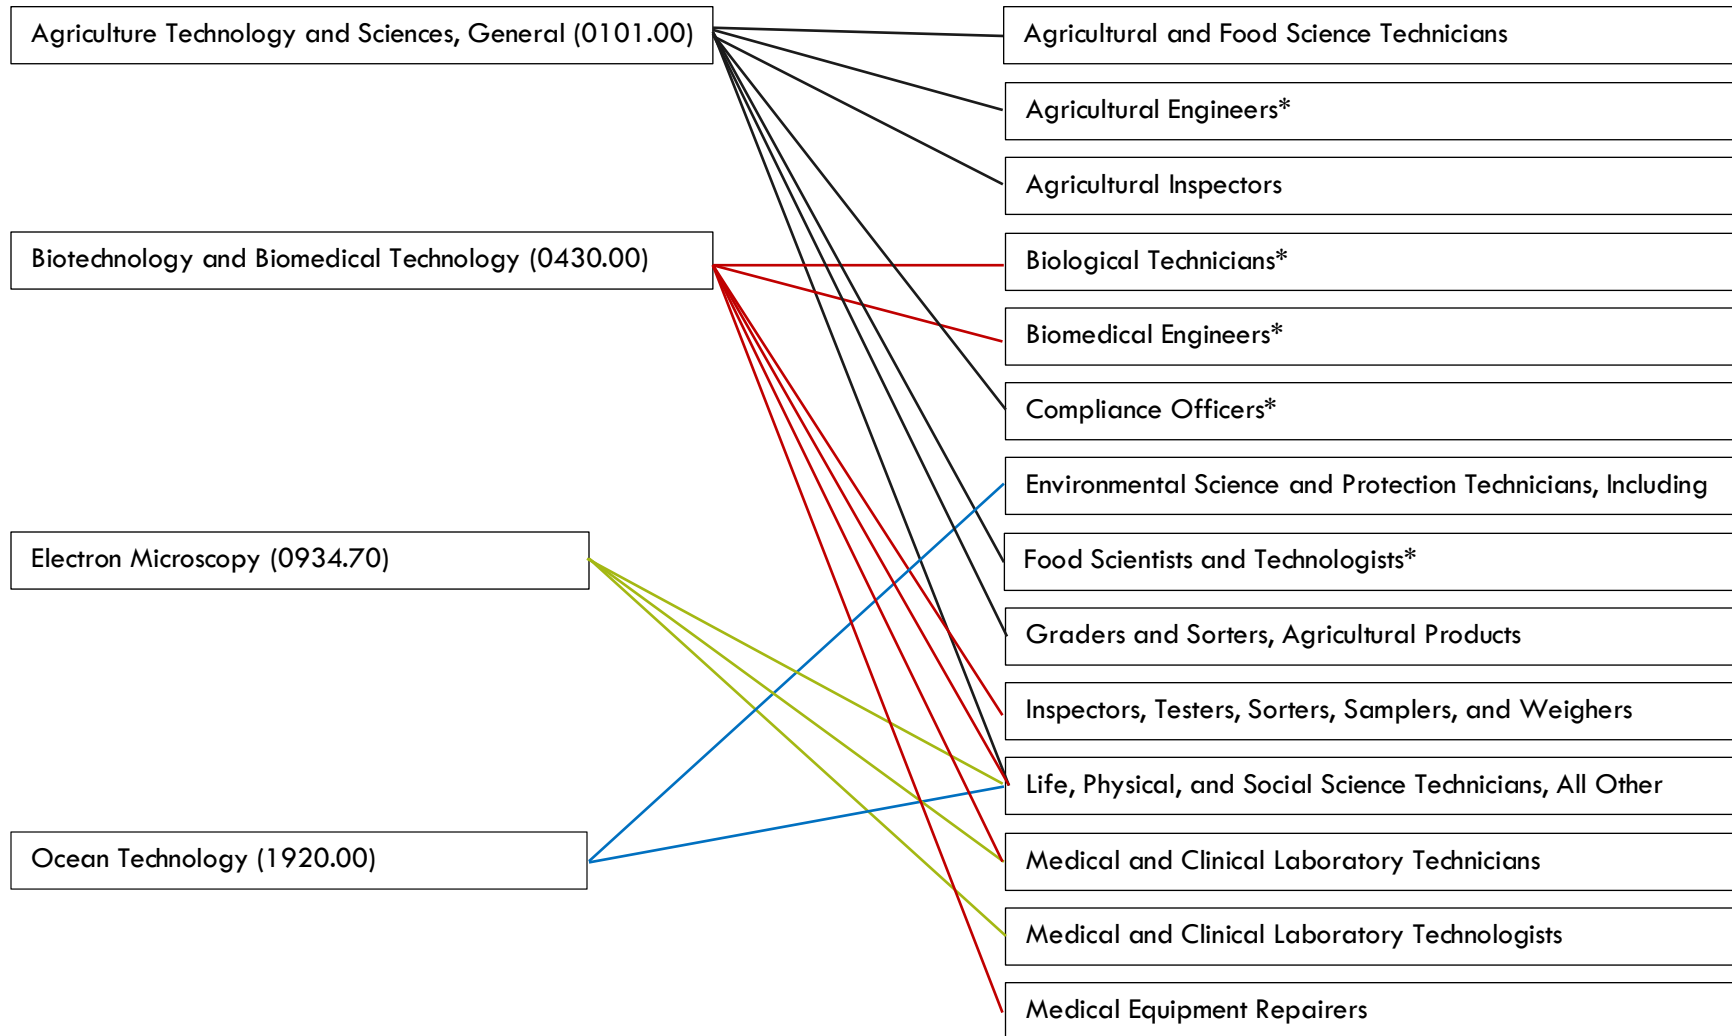 Agriculture Technology and Sciences, General (0101.00)
Biotechnology and Biomedical Technology (0430.00)
Electron Microscopy (0934.70)
Ocean Technology (1920.00)
Agricultural and Food Science Technicians
Agricultural Engineers*
Agricultural Inspectors
Biological Technicians*
Biomedical Engineers*
Compliance Officers*
Environmental Science and Protection Technicians, Including
Food Scientists and Technologists*
Graders and Sorters, Agricultural Products
Inspectors, Testers, Sorters, Samplers, and Weighers
Life, Physical, and Social Science Technicians, All Other
Medical and Clinical Laboratory Technicians
Medical and Clinical Laboratory Technologists
Medical Equipment Repairers